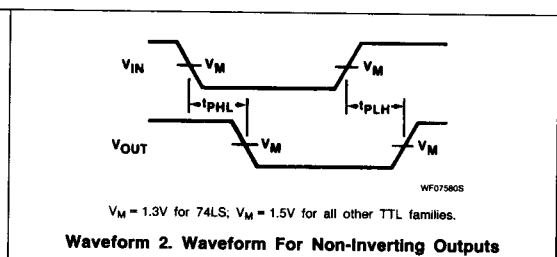 VIN VM VM
tPHL tPLH
VOUT VM VM
WF07580S
VM = 1.3V for 74LS; VM = 1.5V for all other TTL families.
Waveform 2. Waveform For Non-Inverting Outputs